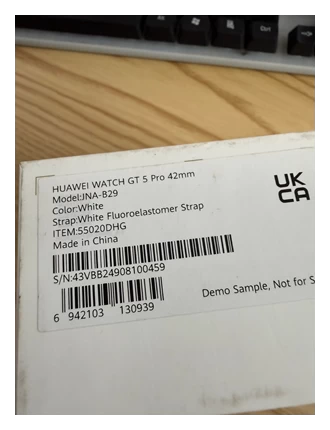 HUAWEI WATCH GT 5 Pro 42mm
Model:JNA-B29
Color:White
Strap:White Fluoroelastomer Strap
ITEM:55020DHG
Made in China
S/N:43VBB24908100459
6 942103 130939
UK
CA
Demo Sample, Not for S
Ctrl